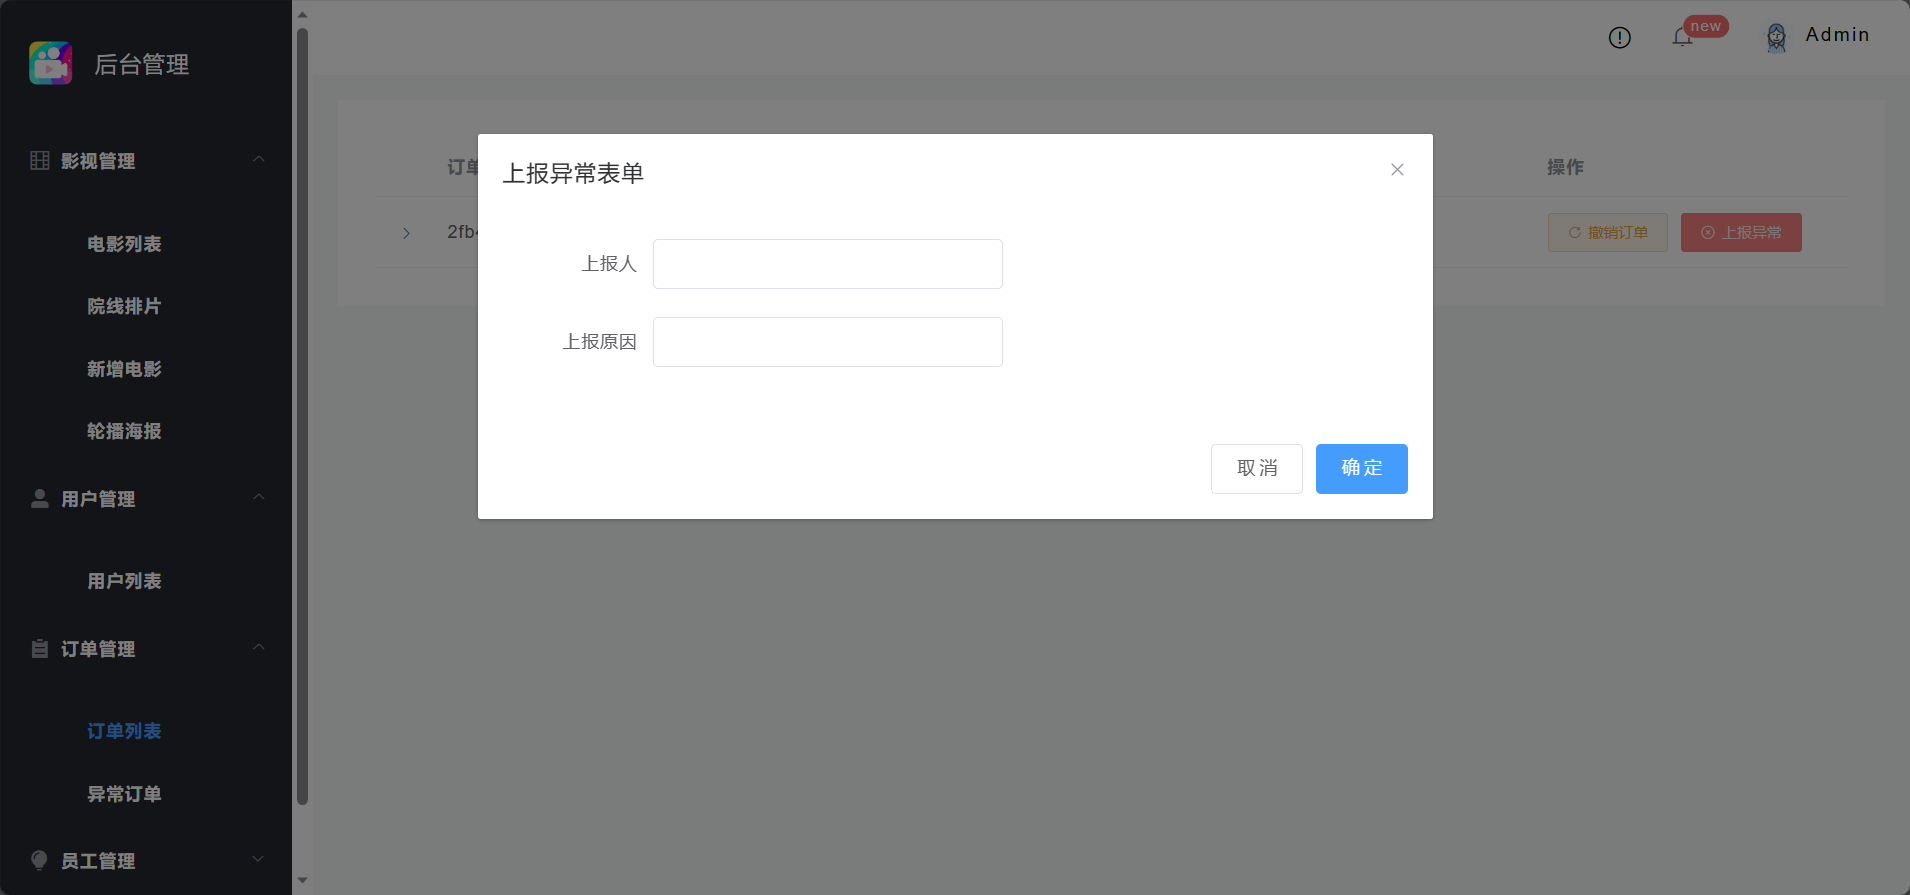 后台管理
new
Admin
影视管理
电影列表
院线排片
新增电影
轮播海报
用户管理
用户列表
订单管理
订单列表
异常订单
员工管理
订单
操作
2fb4
撤销订单
上报异常
上报异常表单
上报人
上报原因
取消
确定